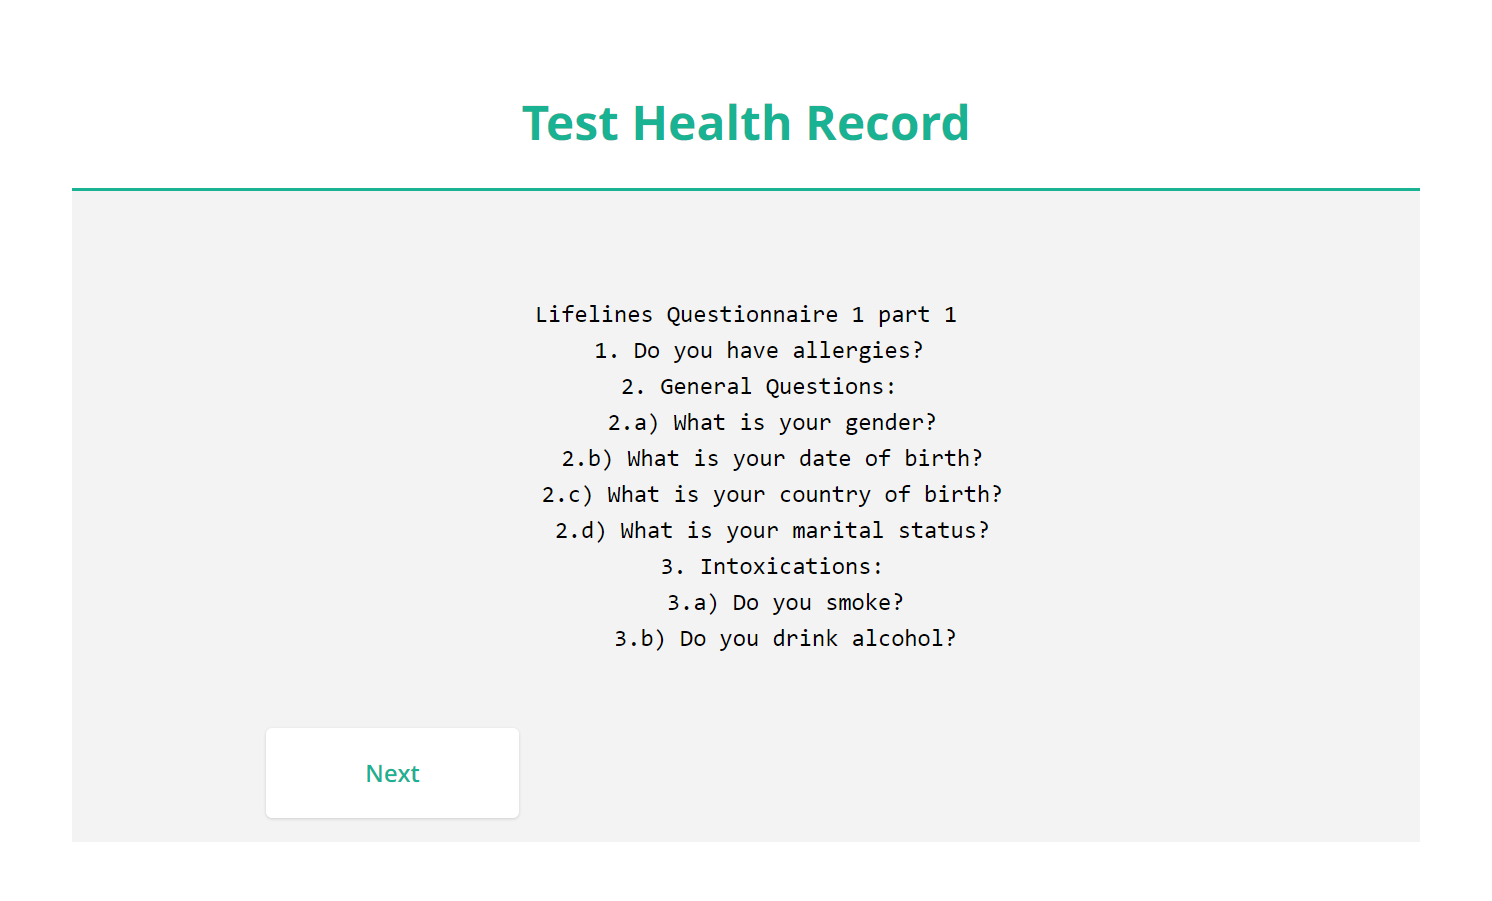 Test Health Record
Lifelines Questionnaire 1 part 1
1. Do you have allergies?
2. General Questions:
2.a) What is your gender?
2.b) What is your date of birth?
2.c) What is your country of birth?
2.d) What is your marital status?
3. Intoxications:
3.a) Do you smoke?
3.b) Do you drink alcohol?
Next